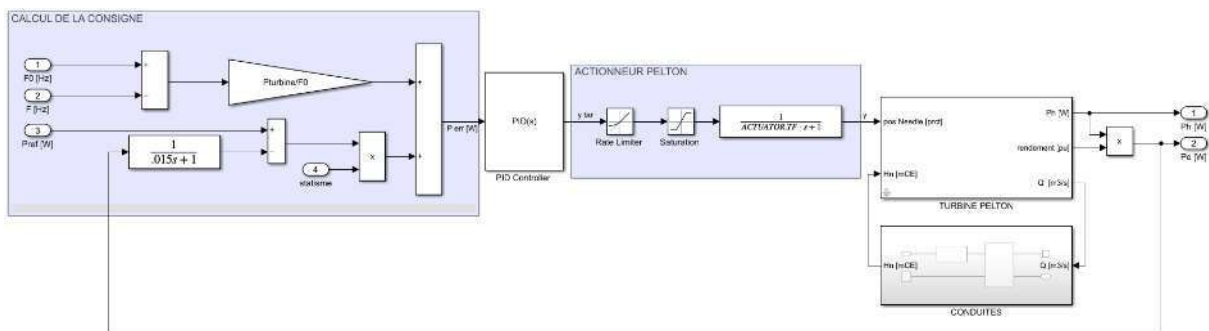 CALCUL DE LA CONSIGNE
1
F0 [Hz]
2
F [Hz]
3
Pref [W]
+
−
Pturbine/F0
+
−
1
.015s + 1
4
statisme
x
+
+
P err [W]
PID(s)
PID Controller
ACTIONNEUR PELTON
y bar
Rate Limiter
Saturation
1
ACTUATOR.TF · s + 1
y
pos Needle [prct]
Hn [mCE]
Ph [W]
rendement [pu]
Q [m3/s]
TURBINE PELTON
x
1
Ph [W]
2
Pe [W]
Hn [mCE]
Q [m3/s]
CONDUITES